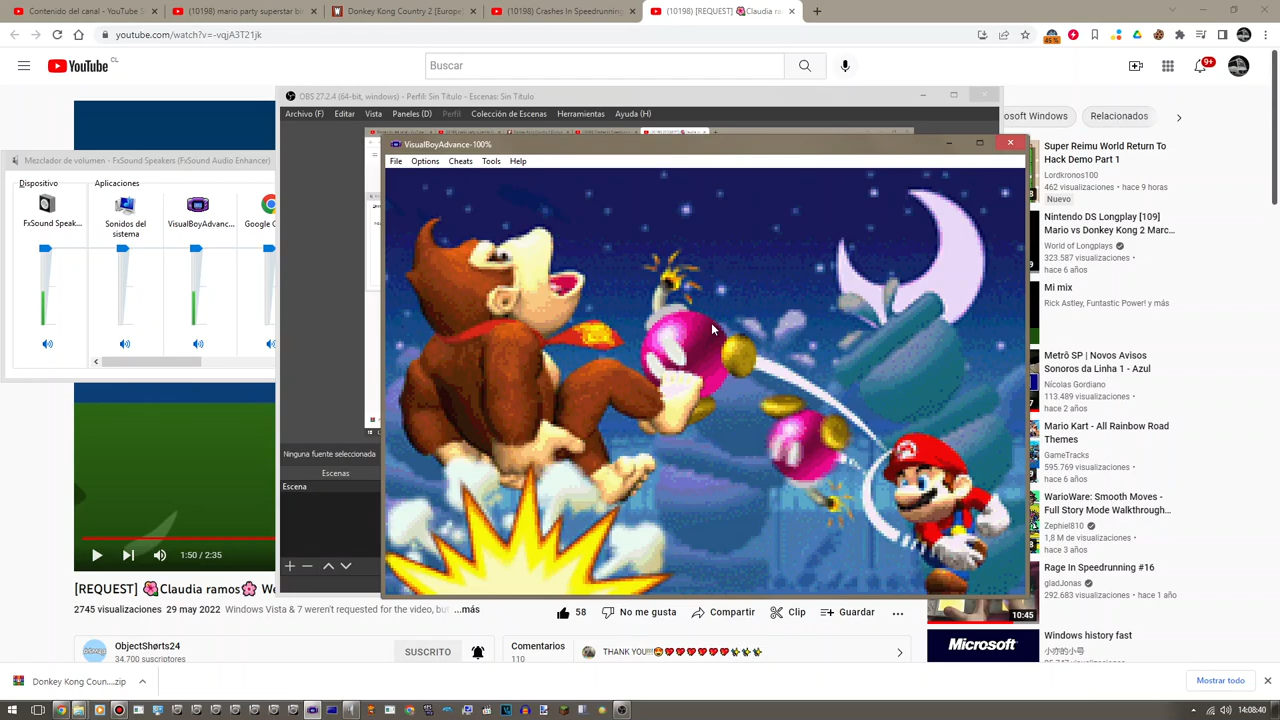 Contenido del canal - YouTube S
(10198) mario party superstar bir
Donkey Kong Country 2 [Europe]
(10198) Crashes In Speedrunning
(10198) [REQUEST] 🌺Claudia ra
youtube.com/watch?v=-vqjA3T21jk
45%
YouTube CL
Buscar
9+
OBS 27.2.4 (64-bit, windows) - Perfil: Sin Título - Escenas: Sin Título
Archivo (F) Editar Vista Paneles (D) Perfil Colección de Escenas Herramientas Ayuda (H)
osoft Windows
Relacionados
VisualBoyAdvance-100%
File Options Cheats Tools Help
Mezclador de volumen - FxSound Speakers (FxSound Audio Enhancer)
Dispositivo
Aplicaciones
FxSound Speak...
Sonidos del
sistema
VisualBoyAdvanc...
Google C
Ninguna fuente seleccionada
Escenas
Escena
1:50 / 2:35
Super Reimu World Return To
Hack Demo Part 1
Lordkronos100
462 visualizaciones • hace 9 horas
Nuevo
Nintendo DS Longplay [109]
Mario vs Donkey Kong 2 Marc...
World of Longplays
323.587 visualizaciones •
hace 6 años
Mi mix
Rick Astley, Funtastic Power! y más
Metrô SP | Novos Avisos
Sonoros da Linha 1 - Azul
Nícolas Gordiano
113.489 visualizaciones •
hace 2 años
Mario Kart - All Rainbow Road
Themes
GameTracks
595.769 visualizaciones •
hace 6 años
WarioWare: Smooth Moves -
Full Story Mode Walkthrough...
Zephiel810
1,8 M de visualizaciones •
hace 3 años
Rage In Speedrunning #16
gladJonas
292.683 visualizaciones • hace 1 año
10:45
Microsoft
Windows history fast
[REQUEST] 🌺Claudia ramos🌺 We
2745 visualizaciones 29 may 2022 Windows Vista & 7 weren't requested for the video, but ...más
58 No me gusta Compartir Clip Guardar
ObjectShørts24
34.700 suscriptores
SUSCRITO
Comentarios
110
THANK YOU!!!
Donkey Kong Coun....zip
Mostrar todo
14:08:40